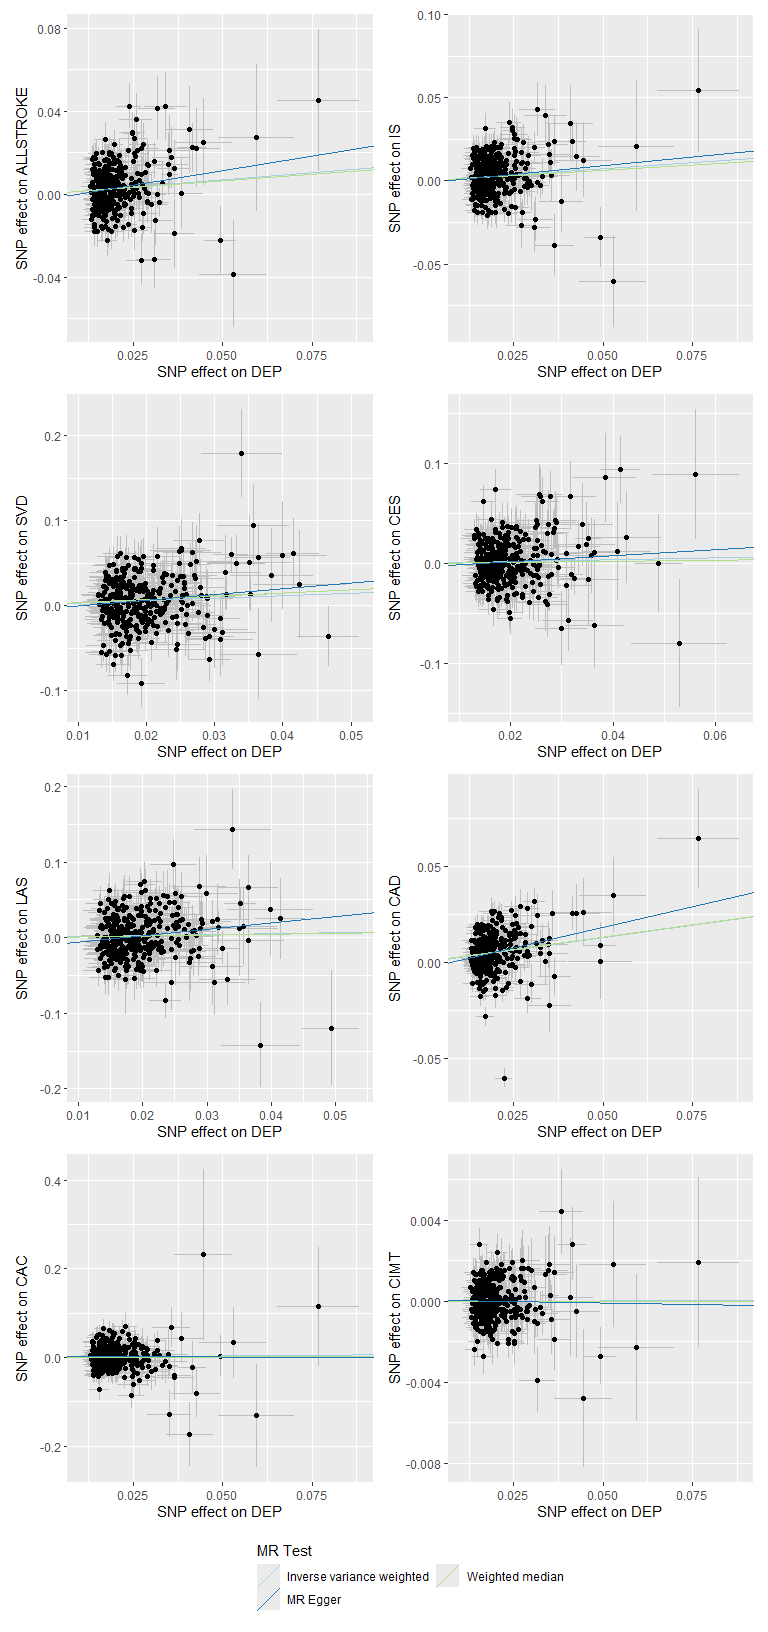 0.08
0.04
0.00
-0.04
SNP effect on ALLSTROKE
0.025 0.050 0.075
SNP effect on DEP
0.10
0.05
0.00
-0.05
SNP effect on IS
0.025 0.050 0.075
SNP effect on DEP
0.2
0.1
0.0
-0.1
SNP effect on SVD
0.01 0.02 0.03 0.04 0.05
SNP effect on DEP
0.1
0.0
-0.1
SNP effect on CES
0.02 0.04 0.06
SNP effect on DEP
0.2
0.1
0.0
-0.1
-0.2
SNP effect on LAS
0.01 0.02 0.03 0.04 0.05
SNP effect on DEP
0.05
0.00
-0.05
SNP effect on CAD
0.025 0.050 0.075
SNP effect on DEP
0.4
0.2
0.0
-0.2
SNP effect on CAC
0.025 0.050 0.075
SNP effect on DEP
0.004
0.000
-0.004
-0.008
SNP effect on CIMT
0.025 0.050 0.075
SNP effect on DEP
MR Test
Inverse variance weighted
Weighted median
MR Egger